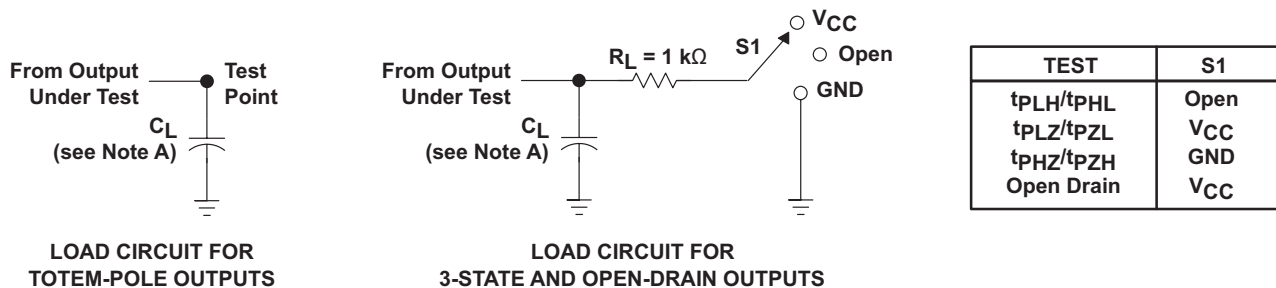 From Output
Under Test
Test
Point
CL
(see Note A)
LOAD CIRCUIT FOR
TOTEM-POLE OUTPUTS
From Output
Under Test
RL = 1 kΩ
S1
VCC
Open
GND
CL
(see Note A)
LOAD CIRCUIT FOR
3-STATE AND OPEN-DRAIN OUTPUTS
TEST S1
tPLH/tPHL Open
tPLZ/tPZL VCC
tPHZ/tPZH GND
Open Drain VCC